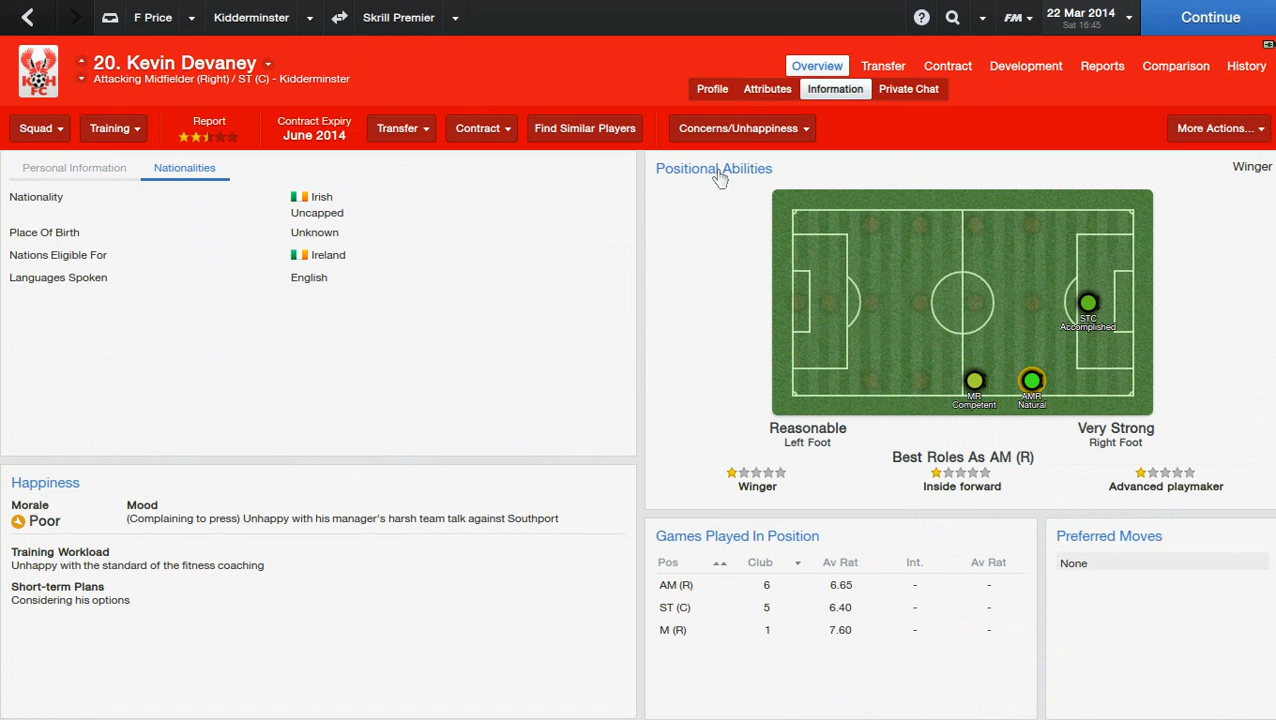 F Price
Kidderminster
Skrill Premier
FM
22 Mar 2014
Sat 16:45
Continue
20. Kevin Devaney
Attacking Midfielder (Right) / ST (C) - Kidderminster
Overview
Transfer
Contract
Development
Reports
Comparison
History
Profile
Attributes
Information
Private Chat
Squad
Training
Report
Contract Expiry
June 2014
Transfer
Contract
Find Similar Players
Concerns/Unhappiness
More Actions...
Personal Information
Nationalities
Nationality Irish
Uncapped
Place Of Birth Unknown
Nations Eligible For Ireland
Languages Spoken English
Positional Abilities
Winger
STC
Accomplished
MR
Competent
AMR
Natural
Reasonable
Left Foot
Very Strong
Right Foot
Best Roles As AM (R)
Winger
Inside forward
Advanced playmaker
Happiness
Morale
Poor
Mood
(Complaining to press) Unhappy with his manager's harsh team talk against Southport
Training Workload
Unhappy with the standard of the fitness coaching
Short-term Plans
Considering his options
Games Played In Position
Pos Club Av Rat Int. Av Rat
AM (R) 6 6.65 - -
ST (C) 5 6.40 - -
M (R) 1 7.60 - -
Preferred Moves
None